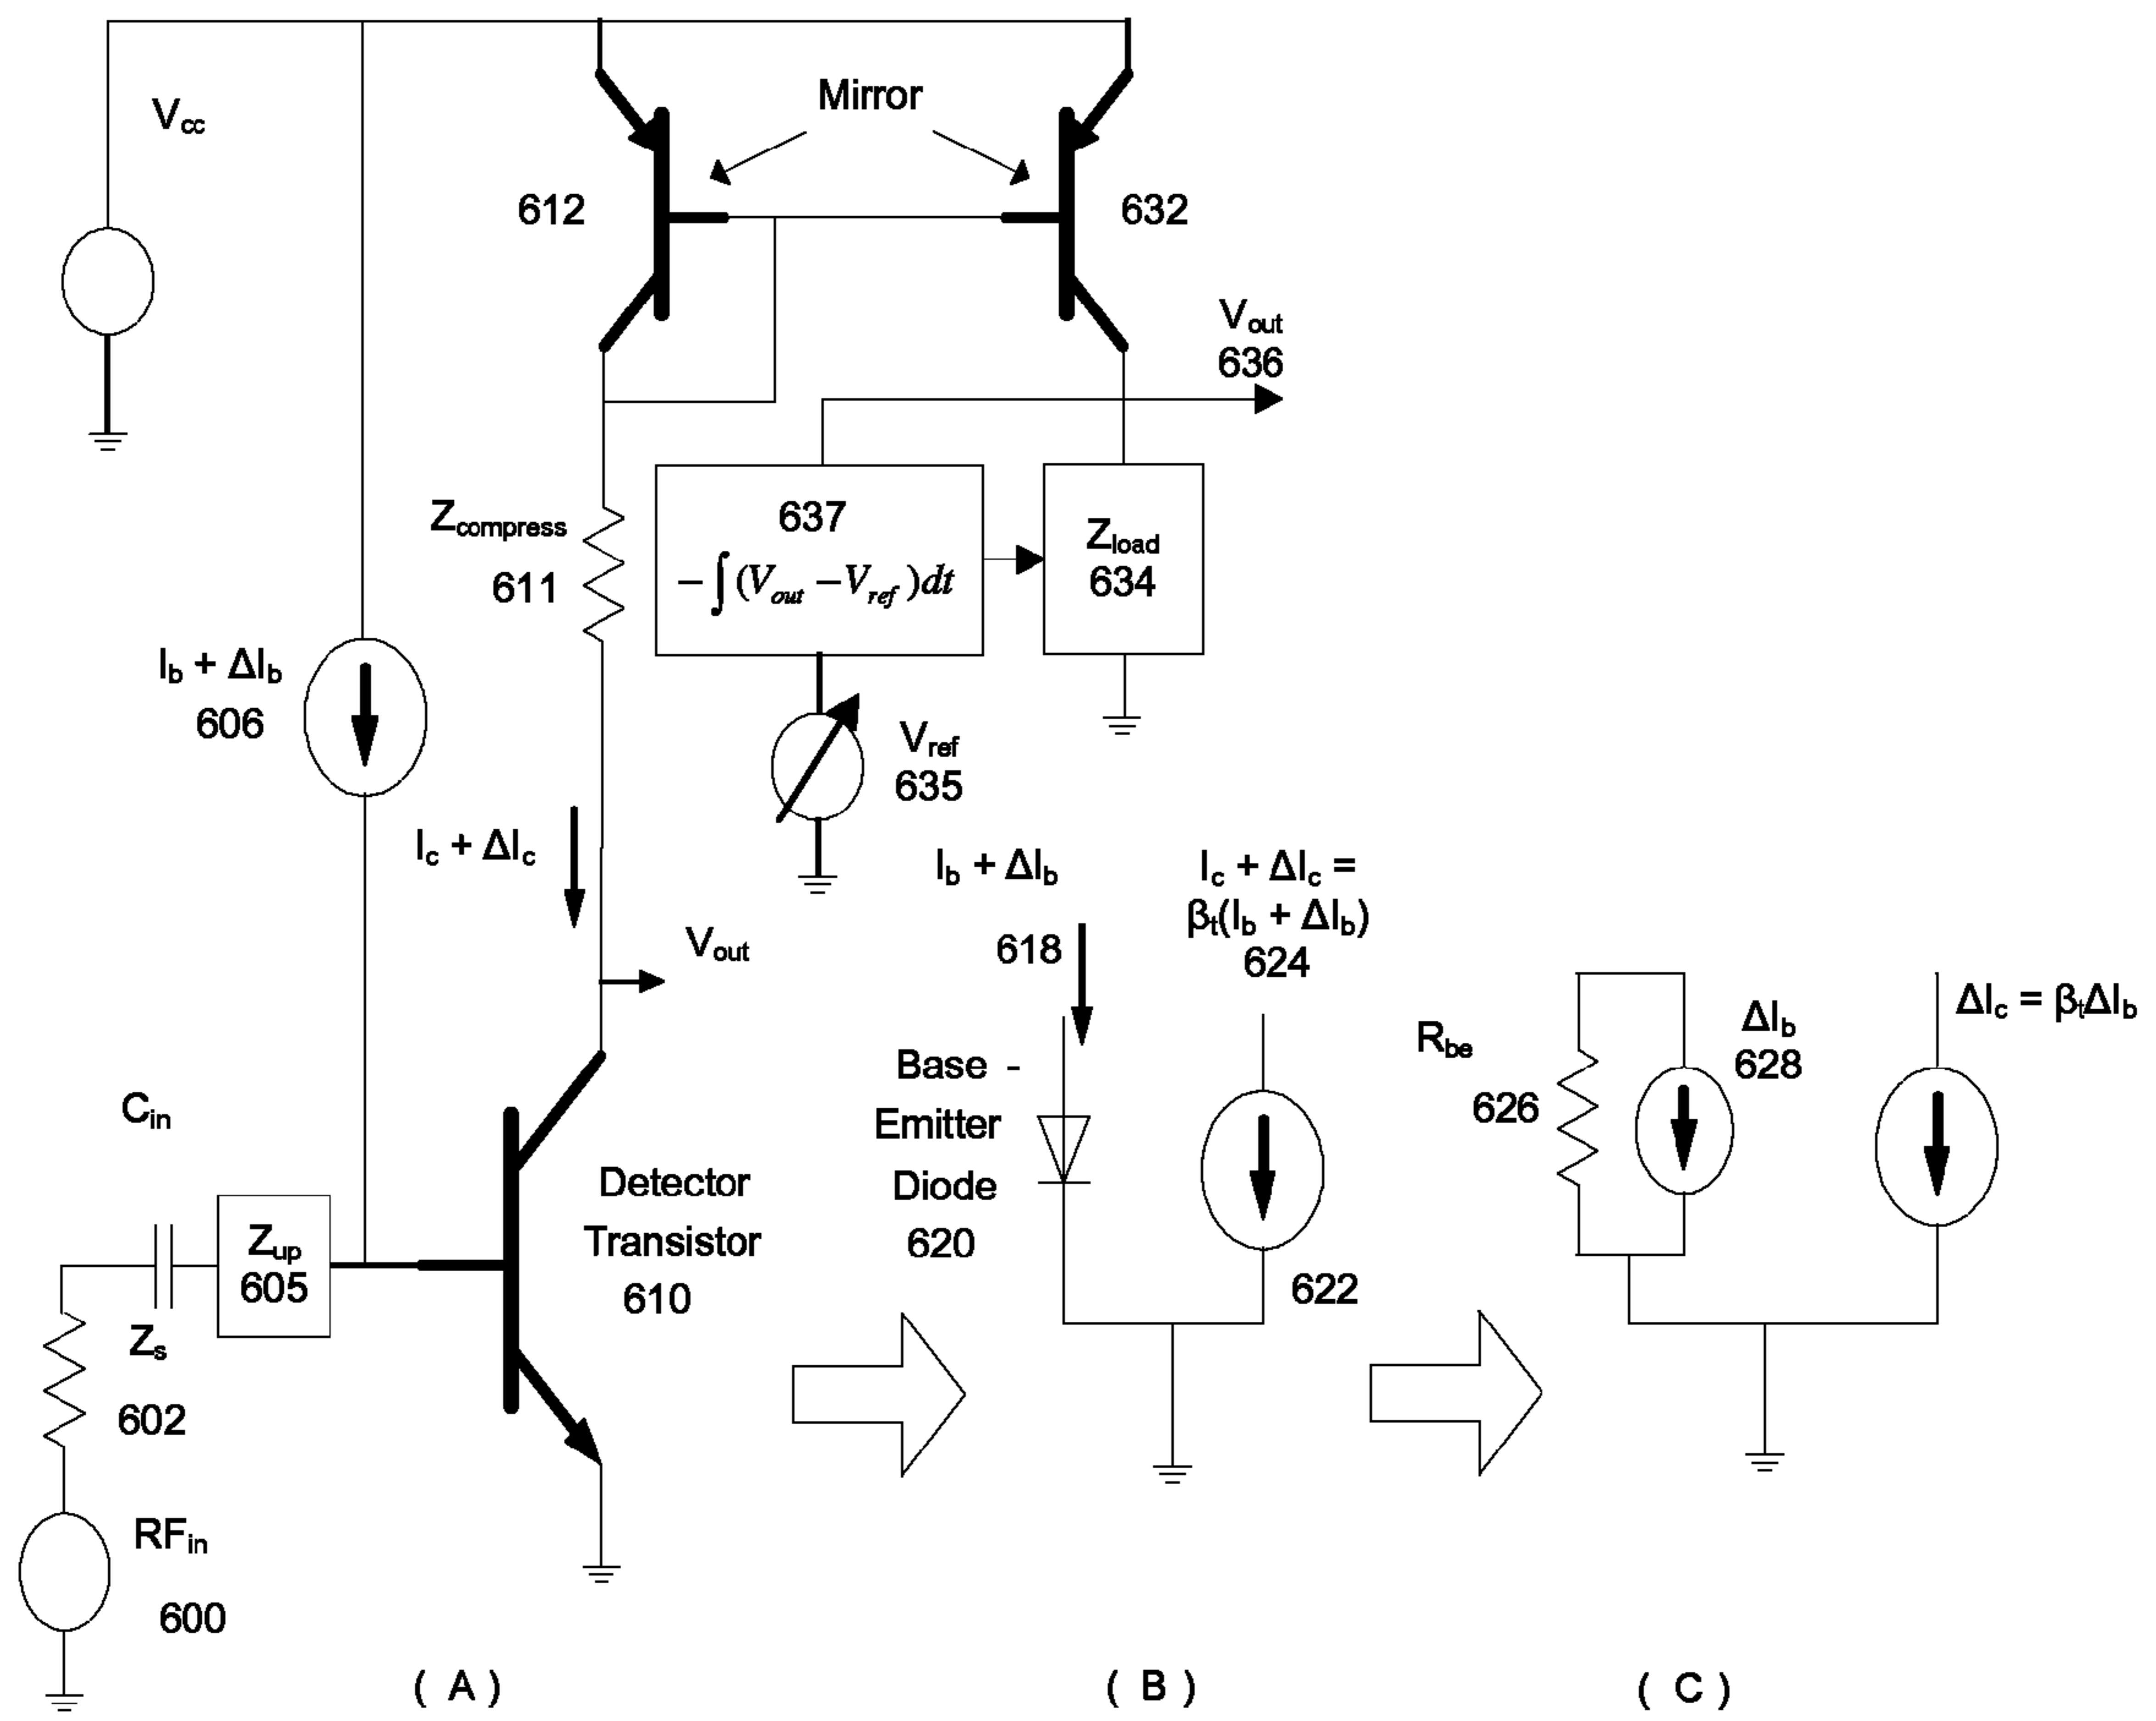 Vcc
Mirror
612
632
Vout
636
Zcompress
611
637
−∫(Vout −Vref )dt
Zload
634
Ib + ΔIb
606
Vref
635
Ic + ΔIc
Vout
Ib + ΔIb
618
Ic + ΔIc =
βt(Ib + ΔIb)
624
Base -
Emitter
Diode
620
622
Rbe
626
ΔIb
628
ΔIc = βtΔIb
Cin
Zup
605
Detector
Transistor
610
Zs
602
RFin
600
( A )
( B )
( C )